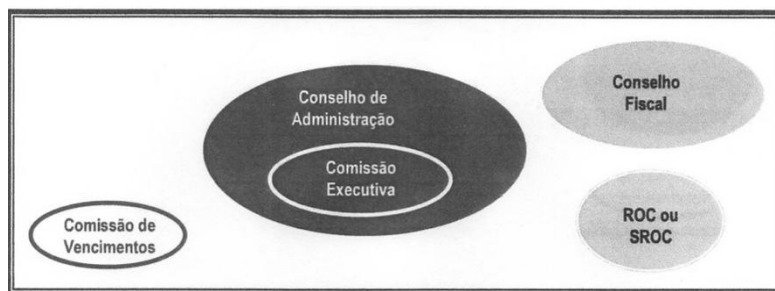 Conselho de
Administração
Comissão
Executiva
Conselho
Fiscal
Comissão de
Vencimentos
ROC ou
SROC